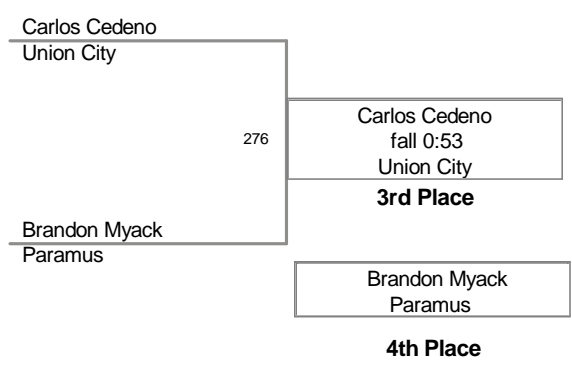 Carlos Cedeno
Union City
Carlos Cedeno
276
fall 0:53
Union City
3rd Place
Brandon Myack
Paramus
Brandon Myack
Paramus
4th Place